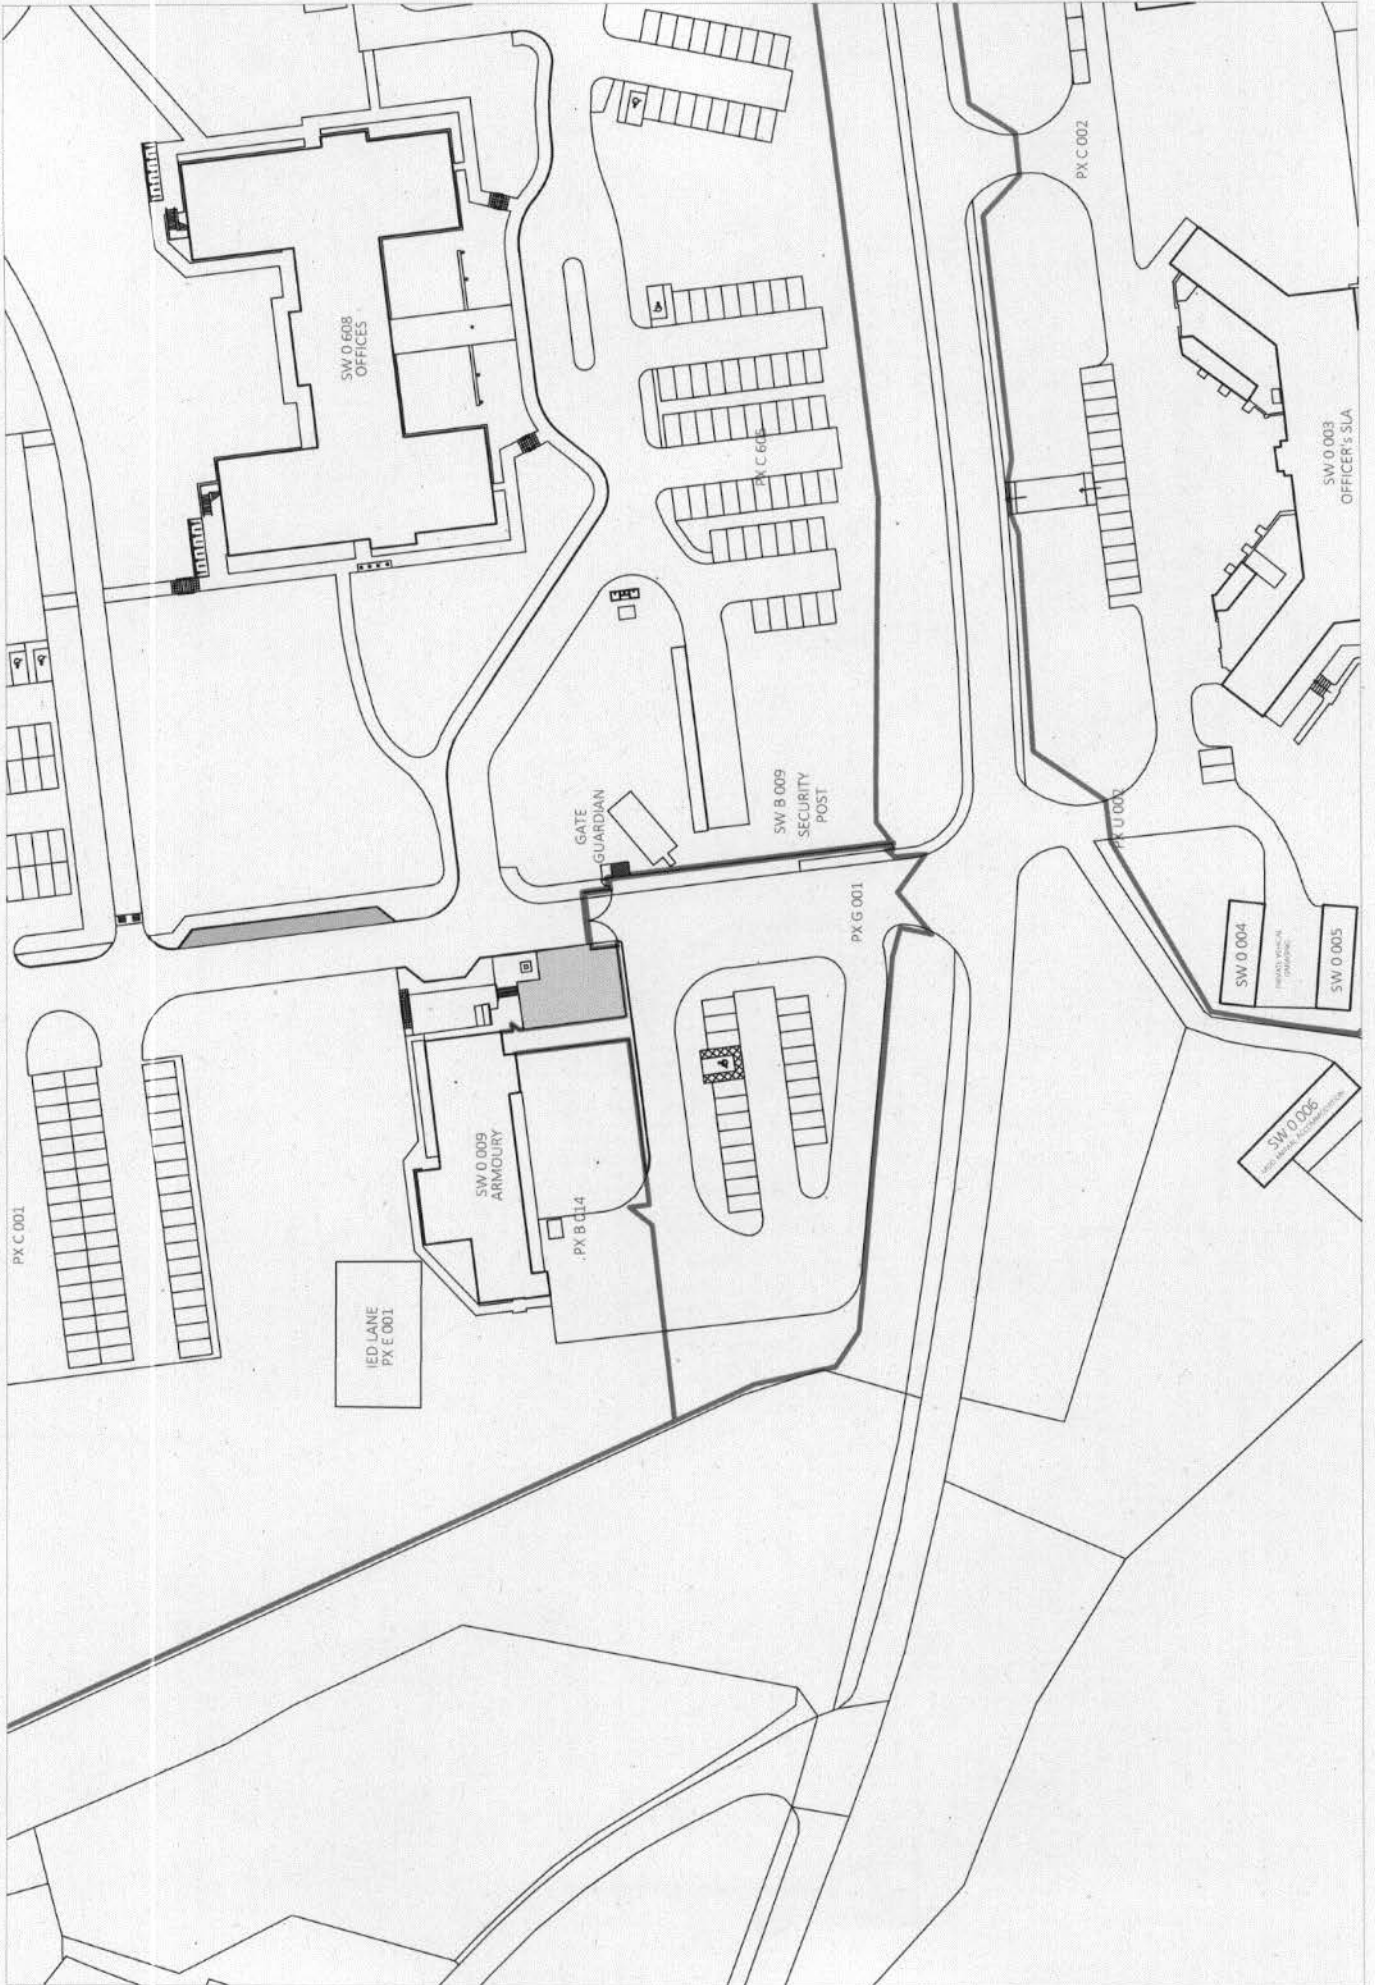 PX C 002
SW 0 608
OFFICES
PX C 605
SW 0 003
OFFICER's SLA
GATE
GUARDIAN
SW B 009
SECURITY
POST
PX U 002
PX G 001
SW 0 004
SW 0 005
SW 0 006
SW 0 009
ARMOURY
PX B 014
PX C 001
IED LANE
PX E 001